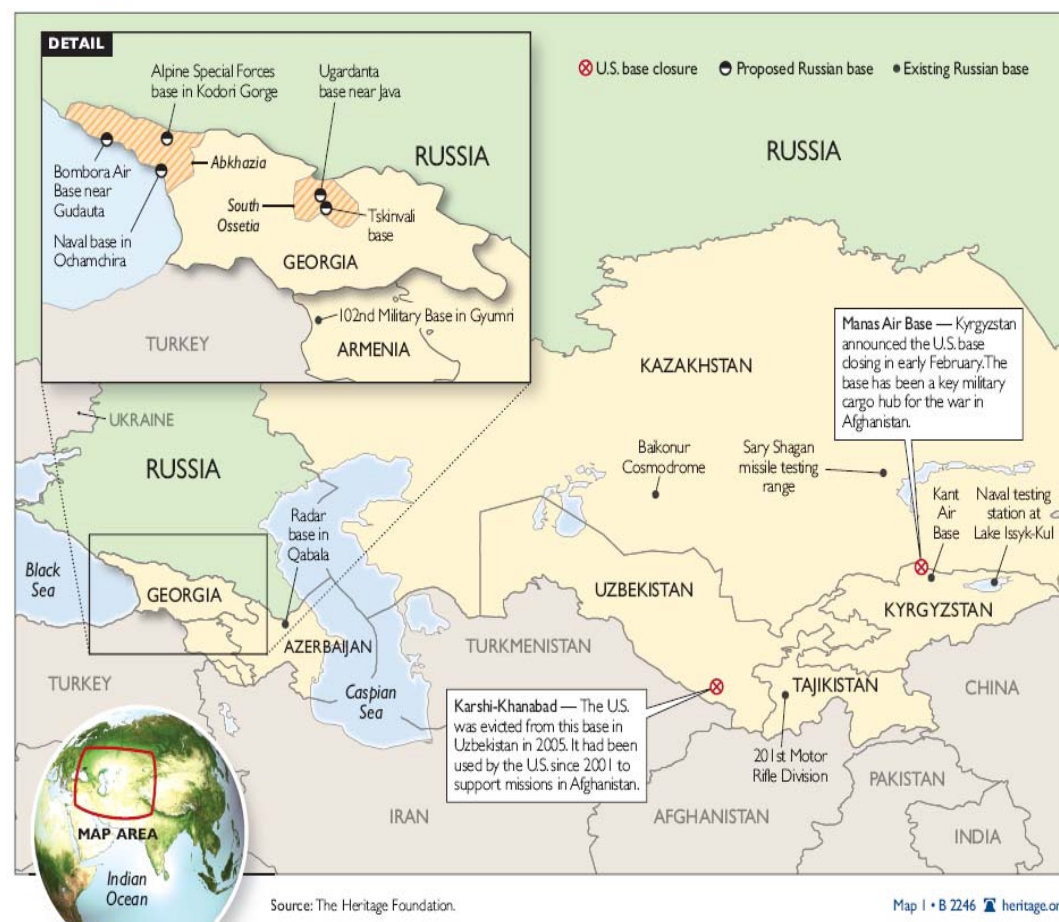 DETAIL
Alpine Special Forces
base in Kodori Gorge
Ugardanta
base near Java
U.S. base closure
Proposed Russian base
Existing Russian base
RUSSIA
RUSSIA
Abkhazia
Bombora Air
Base near
Gudauta
South
Ossetia
Tskinvali
base
Naval base in
Ochamchira
GEORGIA
102nd Military Base in Gyumri
TURKEY
ARMENIA
Manas Air Base — Kyrgyzstan
announced the U.S. base
closing in early February. The
base has been a key military
cargo hub for the war in
Afghanistan.
KAZAKHSTAN
UKRAINE
RUSSIA
Baikonur
Cosmodrome
Sary Shagan
missile testing
range
Kant
Air
Base
Naval testing
station at
Lake Issyk-Kul
Radar
base in
Qabala
Black
Sea
GEORGIA
UZBEKISTAN
KYRGYZSTAN
AZERBAIJAN
TURKMENISTAN
TURKEY
Caspian
Sea
TAJIKISTAN
CHINA
Karshi-Khanabad — The U.S.
was evicted from this base in
Uzbekistan in 2005. It had been
used by the U.S. since 2001 to
support missions in Afghanistan.
201st Motor
Rifle Division
PAKISTAN
IRAN
AFGHANISTAN
INDIA
MAP AREA
Indian
Ocean
Source: The Heritage Foundation.
Map 1 • B 2246 heritage.or